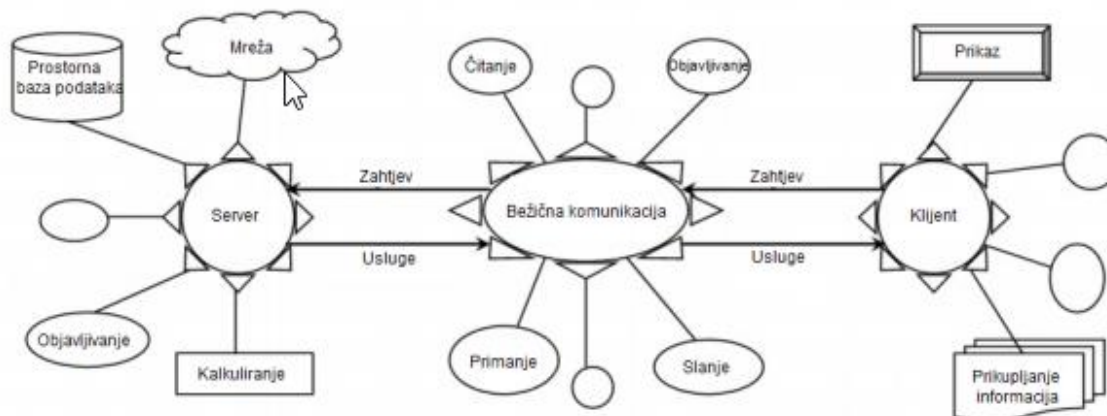 Mreža
Prostorna
baza podataka
Čitanje
Objavljivanje
Prikaz
Zahtjev
Zahtjev
Server
Bežična komunikacija
Klijent
Usluge
Usluge
Objavljivanje
Kalkuliranje
Primanje
Slanje
Prikupljanje
informacija